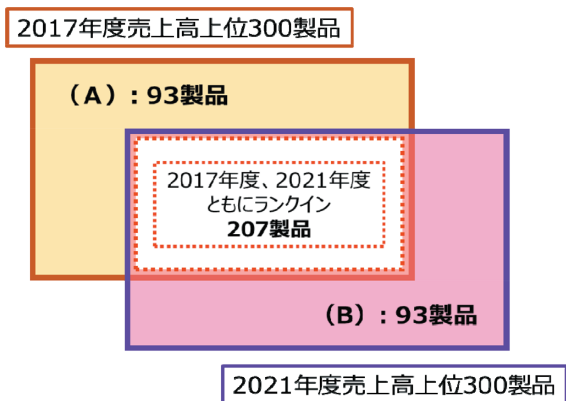 2017年度売上高上位300製品
（A）：93製品
2017年度、2021年度
ともにランクイン
207製品
（B）：93製品
2021年度売上高上位300製品